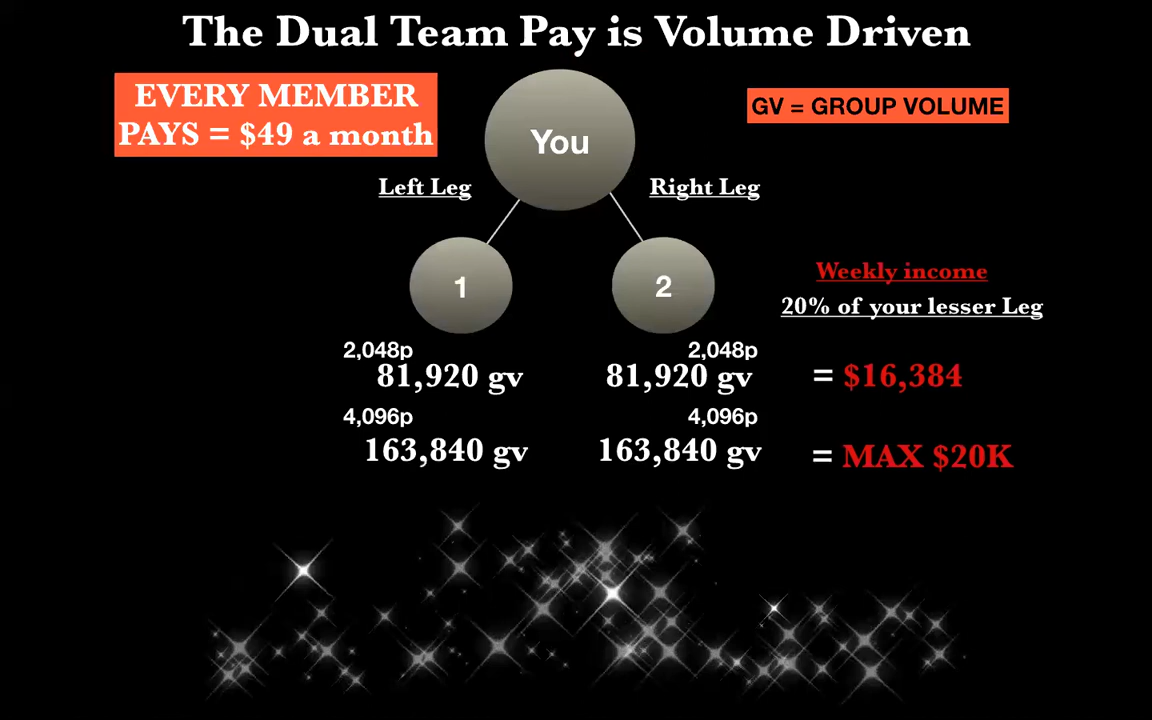 The Dual Team Pay is Volume Driven
EVERY MEMBER
PAYS = $49 a month
GV = GROUP VOLUME
You
Left Leg
Right Leg
1
2
Weekly income
20% of your lesser Leg
2,048p
2,048p
81,920 gv
81,920 gv
= $16,384
4,096p
4,096p
163,840 gv
163,840 gv
= MAX $20K